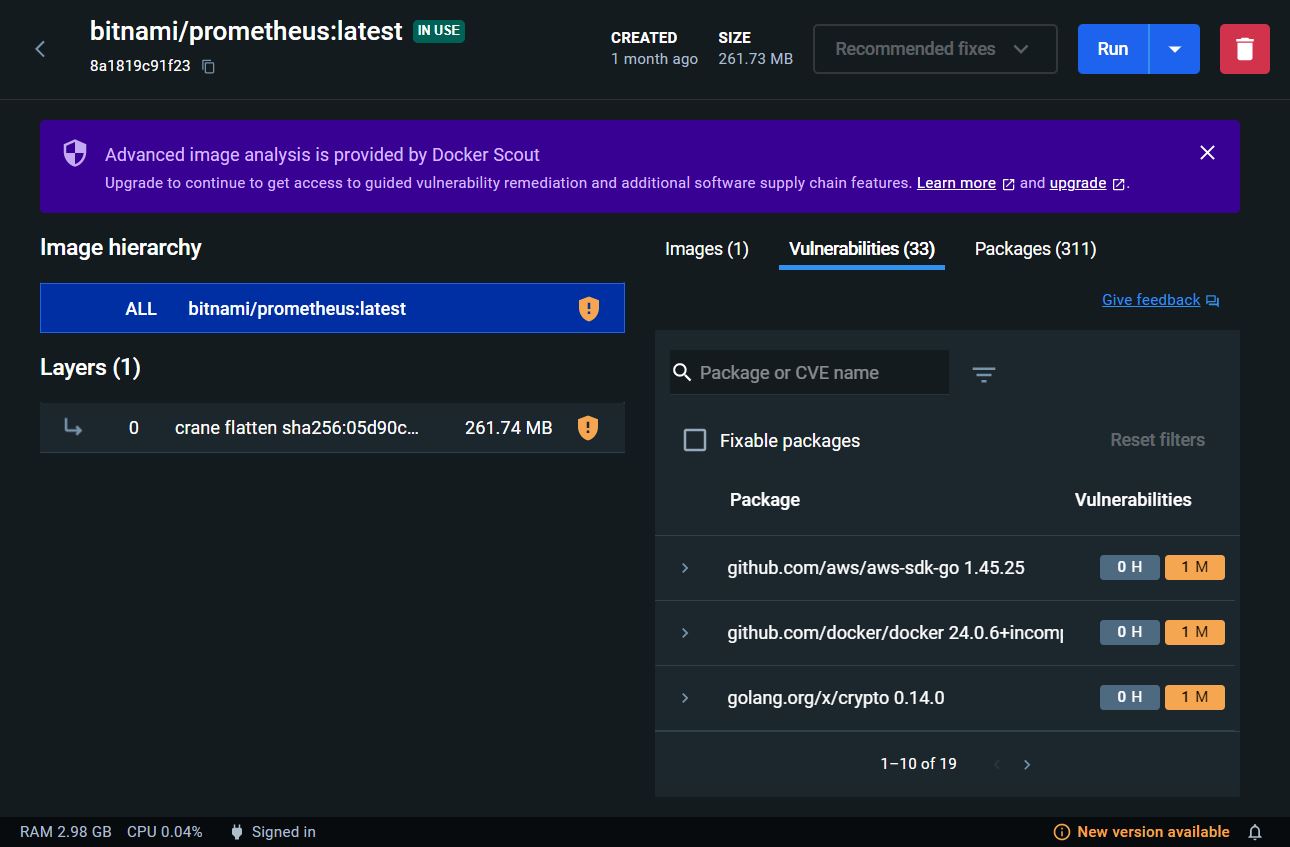 bitnami/prometheus:latest IN USE
8a1819c91f23
CREATED
1 month ago
SIZE
261.73 MB
Recommended fixes
Run
Advanced image analysis is provided by Docker Scout
Upgrade to continue to get access to guided vulnerability remediation and additional software supply chain features. Learn more and upgrade .
Image hierarchy
ALL bitnami/prometheus:latest
Layers (1)
0 crane flatten sha256:05d90c... 261.74 MB
Images (1) Vulnerabilities (33) Packages (311)
Give feedback
Package or CVE name
Fixable packages Reset filters
Package Vulnerabilities
github.com/aws/aws-sdk-go 1.45.25 0 H 1 M
github.com/docker/docker 24.0.6+incomp 0 H 1 M
golang.org/x/crypto 0.14.0 0 H 1 M
1–10 of 19
RAM 2.98 GB CPU 0.04% Signed in New version available